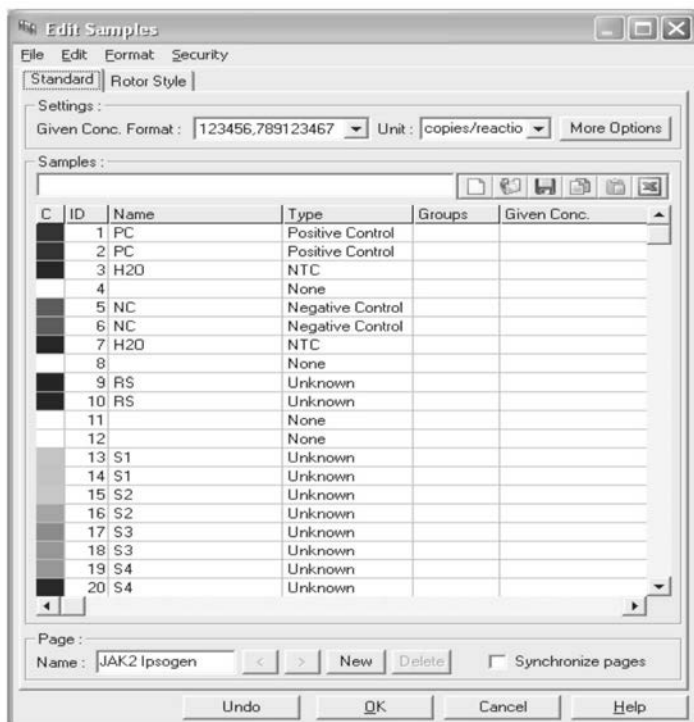 Edit Samples
File Edit Format Security
Standard Rotor Style
Settings :
Given Conc. Format : 123456,789123467 Unit : copies/reactio More Options
Samples :
C ID Name Type Groups Given Conc.
1 PC Positive Control
2 PC Positive Control
3 H2O NTC
4 None
5 NC Negative Control
6 NC Negative Control
7 H2O NTC
8 None
9 RS Unknown
10 RS Unknown
11 None
12 None
13 S1 Unknown
14 S1 Unknown
15 S2 Unknown
16 S2 Unknown
17 S3 Unknown
18 S3 Unknown
19 S4 Unknown
20 S4 Unknown
Page :
Name : JAK2 Ipsogen < > New Delete Synchronize pages
Undo OK Cancel Help